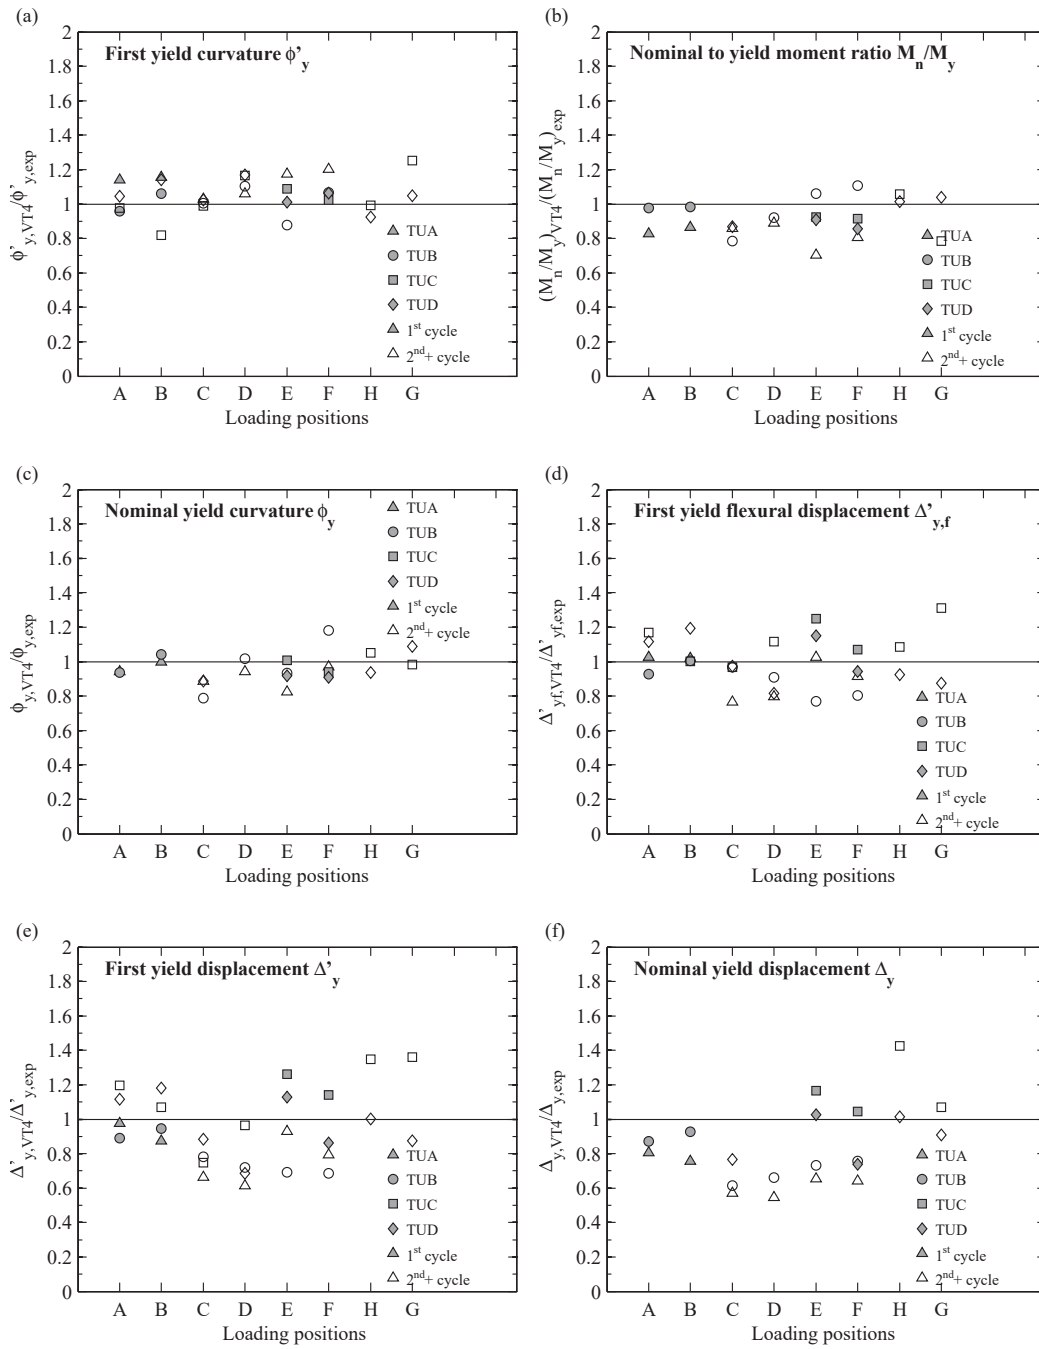 (a)
First yield curvature ϕ'y
ϕ'y,VT4/ϕ'y,exp
2
1.8
1.6
1.4
1.2
1
0.8
0.6
0.4
0.2
0
TUA
TUB
TUC
TUD
1st cycle
2nd+ cycle
A B C D E F H G
Loading positions
(b)
Nominal to yield moment ratio Mn/My
(Mn/My)VT4/(Mn/My)exp
2
1.8
1.6
1.4
1.2
1
0.8
0.6
0.4
0.2
0
TUA
TUB
TUC
TUD
1st cycle
2nd+ cycle
A B C D E F H G
Loading positions
(c)
Nominal yield curvature ϕy
ϕy,VT4/ϕy,exp
2
1.8
1.6
1.4
1.2
1
0.8
0.6
0.4
0.2
0
TUA
TUB
TUC
TUD
1st cycle
2nd+ cycle
A B C D E F H G
Loading positions
(d)
First yield flexural displacement Δ'y,f
Δ'yf,VT4/Δ'yf,exp
2
1.8
1.6
1.4
1.2
1
0.8
0.6
0.4
0.2
0
TUA
TUB
TUC
TUD
1st cycle
2nd+ cycle
A B C D E F H G
Loading positions
(e)
First yield displacement Δ'y
Δ'y,VT4/Δ'y,exp
2
1.8
1.6
1.4
1.2
1
0.8
0.6
0.4
0.2
0
TUA
TUB
TUC
TUD
1st cycle
2nd+ cycle
A B C D E F H G
Loading positions
(f)
Nominal yield displacement Δy
Δy,VT4/Δy,exp
2
1.8
1.6
1.4
1.2
1
0.8
0.6
0.4
0.2
0
TUA
TUB
TUC
TUD
1st cycle
2nd+ cycle
A B C D E F H G
Loading positions